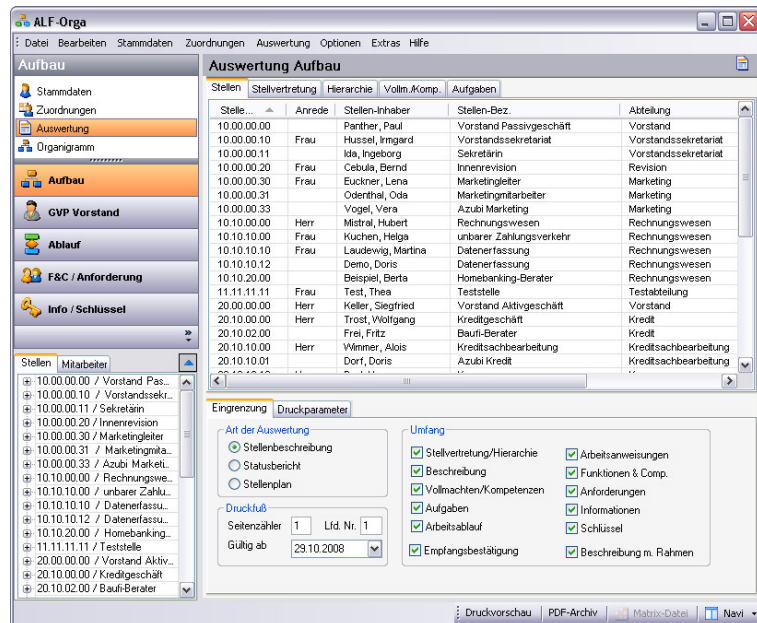 ALF-Orga
Datei Bearbeiten Stammdaten Zuordnungen Auswertung Optionen Extras Hilfe
Aufbau
Stammdaten
Zuordnungen
Auswertung
Organigramm
Aufbau
GVP Vorstand
Ablauf
F&C / Anforderung
Info / Schlüssel
Stellen Mitarbeiter
10.00.00.00 / Vorstand Pas...
10.00.00.10 / Vorstandssekr...
10.00.00.11 / Sekretärin
10.00.00.20 / Innenrevision
10.00.00.30 / Marketingleiter
10.00.00.31 / Marketingmita...
10.00.00.33 / Azubi Marketi...
10.10.00.00 / Rechnungswe...
10.10.10.00 / unbarer Zahlu...
10.10.10.10 / Datenerfassu...
10.10.10.12 / Datenerfassu...
10.10.20.00 / Homebanking...
11.11.11.11 / Teststelle
20.00.00.00 / Vorstand Aktiv...
20.10.00.00 / Kreditgeschäft
20.10.02.00 / Baufi-Berater
Auswertung Aufbau
Stellen Stellvertretung Hierarchie Vollm./Komp. Aufgaben
Stelle... Anrede Stellen-Inhaber Stellen-Bez. Abteilung
10.00.00.00 Panther, Paul Vorstand Passivgeschäft Vorstand
10.00.00.10 Frau Hussel, Irmgard Vorstandssekretariat Vorstandssekretariat
10.00.00.11 Ida, Ingeborg Sekretärin Vorstandssekretariat
10.00.00.20 Frau Cebula, Bernd Innenrevision Revision
10.00.00.30 Frau Euckner, Lena Marketingleiter Marketing
10.00.00.31 Odenthal, Oda Marketingmitarbeiter Marketing
10.00.00.33 Vogel, Vera Azubi Marketing Marketing
10.10.00.00 Herr Mistral, Hubert Rechnungswesen Rechnungswesen
10.10.10.00 Frau Kuchen, Helga unbarer Zahlungsverkehr Rechnungswesen
10.10.10.10 Frau Laudewig, Martina Datenerfassung Rechnungswesen
10.10.10.12 Demo, Doris Datenerfassung Rechnungswesen
10.10.20.00 Beispiel, Berta Homebanking-Berater Rechnungswesen
11.11.11.11 Frau Test, Thea Teststelle Testabteilung
20.00.00.00 Herr Keller, Siegfried Vorstand Aktivgeschäft Vorstand
20.10.00.00 Herr Trost, Wolfgang Kreditgeschäft Kredit
20.10.02.00 Frei, Fritz Baufi-Berater Kredit
20.10.10.00 Herr Wimmer, Alois Kreditsachbearbeitung Kreditsachbearbeitung
20.10.10.01 Dorf, Doris Azubi Kredit Kreditsachbearbeitung
Eingrenzung Druckparameter
Art der Auswertung
Stellenbeschreibung
Statusbericht
Stellenplan
Druckfuß
Seitenzähler 1 Lfd. Nr. 1
Gültig ab 29.10.2008
Umfang
Stellvertretung/Hierarchie
Beschreibung
Vollmachten/Kompetenzen
Aufgaben
Arbeitsablauf
Empfangsbestätigung
Arbeitsanweisungen
Funktionen & Comp.
Anforderungen
Informationen
Schlüssel
Beschreibung m. Rahmen
Druckvorschau PDF-Archiv Matrix-Datei Navi